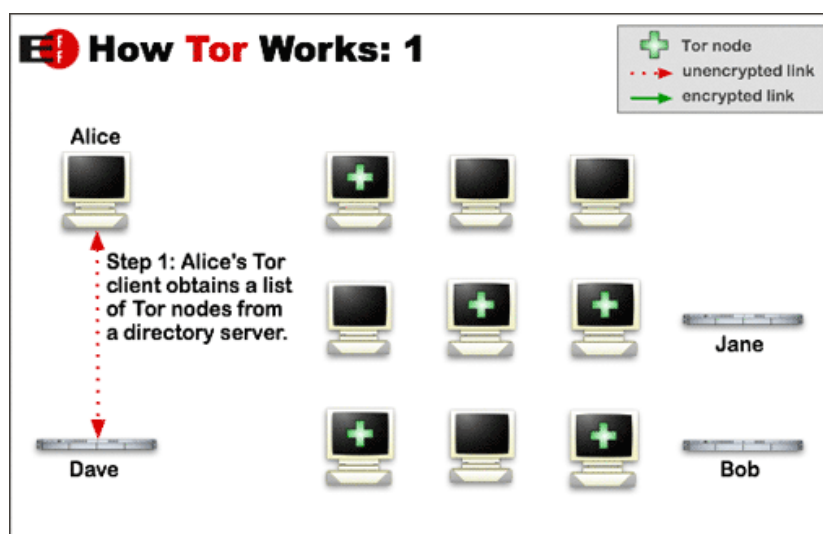 EFF How Tor Works: 1
Tor node
unencrypted link
encrypted link
Alice
Step 1: Alice's Tor
client obtains a list
of Tor nodes from
a directory server.
Jane
Dave
Bob